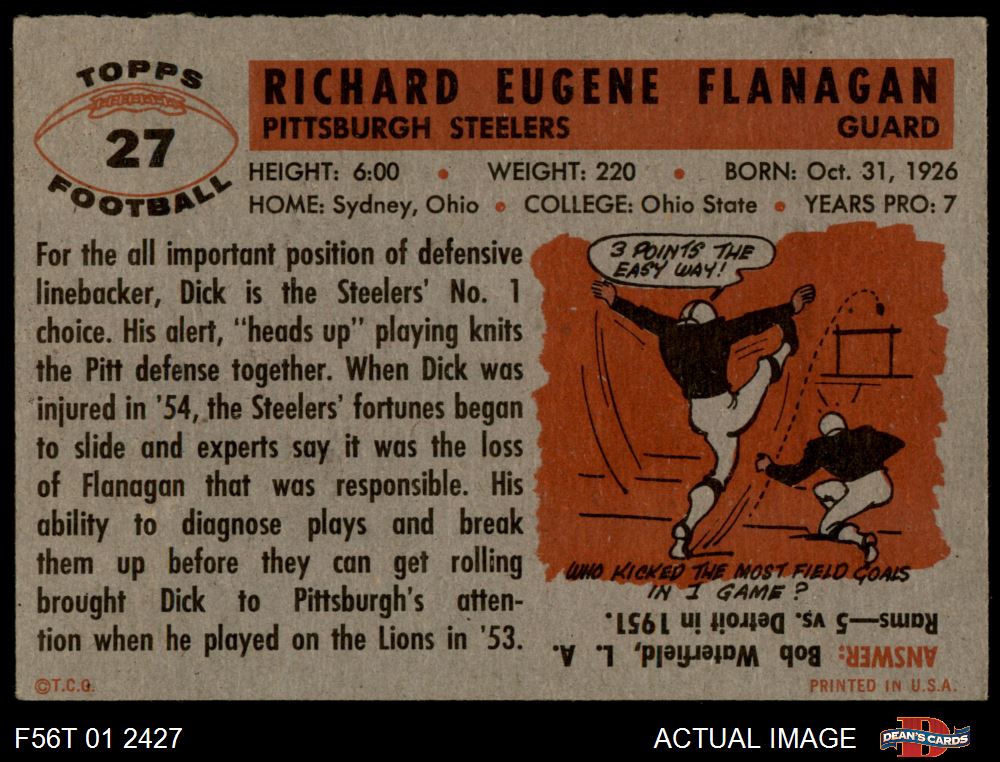 TOPPS
27
FOOTBALL
RICHARD EUGENE FLANAGAN
PITTSBURGH STEELERS GUARD
HEIGHT: 6:00 • WEIGHT: 220 • BORN: Oct. 31, 1926
HOME: Sydney, Ohio • COLLEGE: Ohio State • YEARS PRO: 7
For the all important position of defensive
linebacker, Dick is the Steelers' No. 1
choice. His alert, "heads up" playing knits
the Pitt defense together. When Dick was
injured in '54, the Steelers' fortunes began
to slide and experts say it was the loss
of Flanagan that was responsible. His
ability to diagnose plays and break
them up before they can get rolling
brought Dick to Pittsburgh's atten-
tion when he played on the Lions in '53.
3 POINTS THE
EASY WAY!
WHO KICKED THE MOST FIELD GOALS
IN 1 GAME?
ANSWER: Bob Waterfield, L. A.
Rams—5 vs. Detroit in 1951.
©T.C.G.
PRINTED IN U.S.A.
F56T 01 2427
ACTUAL IMAGE
D
DEAN'S CARDS